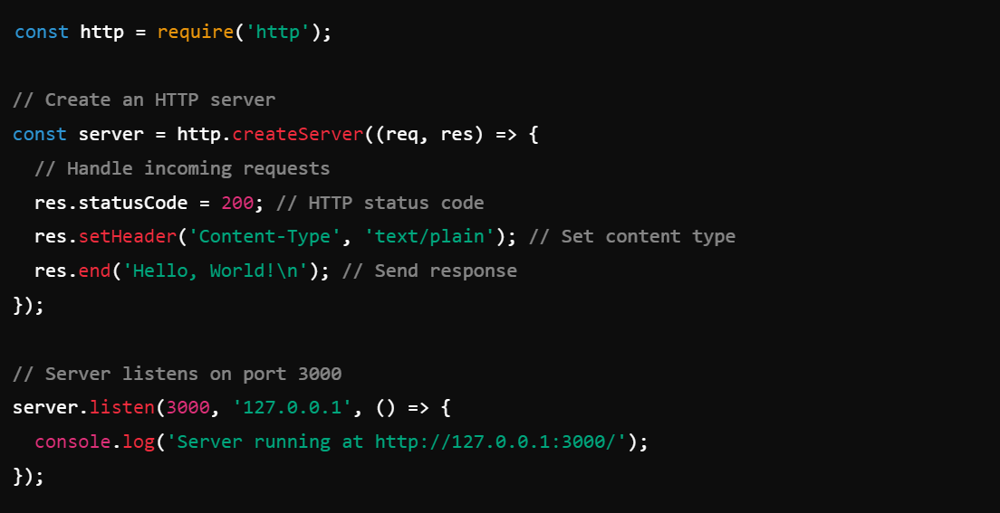 const http = require('http');

// Create an HTTP server
const server = http.createServer((req, res) => {
  // Handle incoming requests
  res.statusCode = 200; // HTTP status code
  res.setHeader('Content-Type', 'text/plain'); // Set content type
  res.end('Hello, World!\n'); // Send response
});

// Server listens on port 3000
server.listen(3000, '127.0.0.1', () => {
  console.log('Server running at http://127.0.0.1:3000/');
});